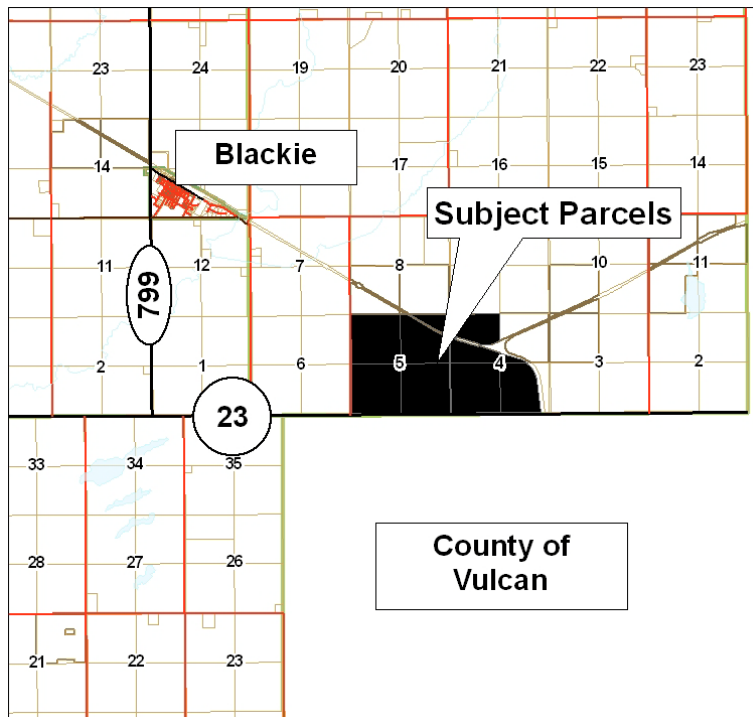 23 24 19 20 21 22 23
Blackie
14 17 16 15 14
Subject Parcels
11 12 7 8 10 11
799
2 1 6 5 4 3 2
23
33 34 35
County of
Vulcan
28 27 26
21 22 23